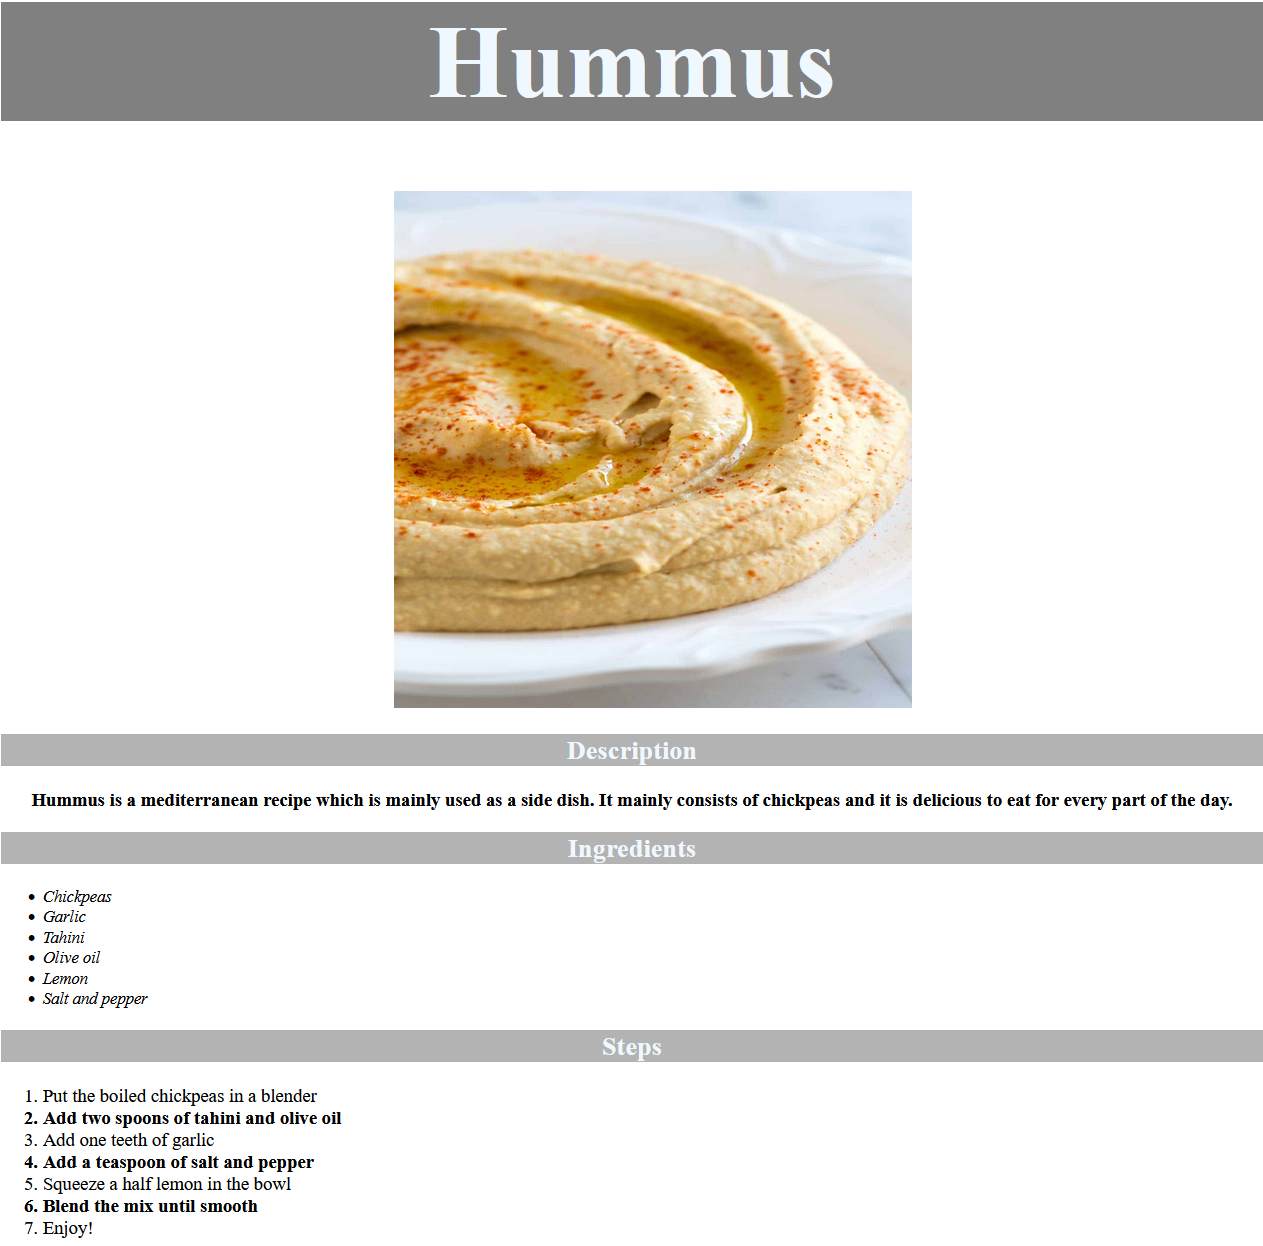 Hummus
Description
Hummus is a mediterranean recipe which is mainly used as a side dish. It mainly consists of chickpeas and it is delicious to eat for every part of the day.
Ingredients
• Chickpeas
• Garlic
• Tahini
• Olive oil
• Lemon
• Salt and pepper
Steps
1. Put the boiled chickpeas in a blender
2. Add two spoons of tahini and olive oil
3. Add one teeth of garlic
4. Add a teaspoon of salt and pepper
5. Squeeze a half lemon in the bowl
6. Blend the mix until smooth
7. Enjoy!